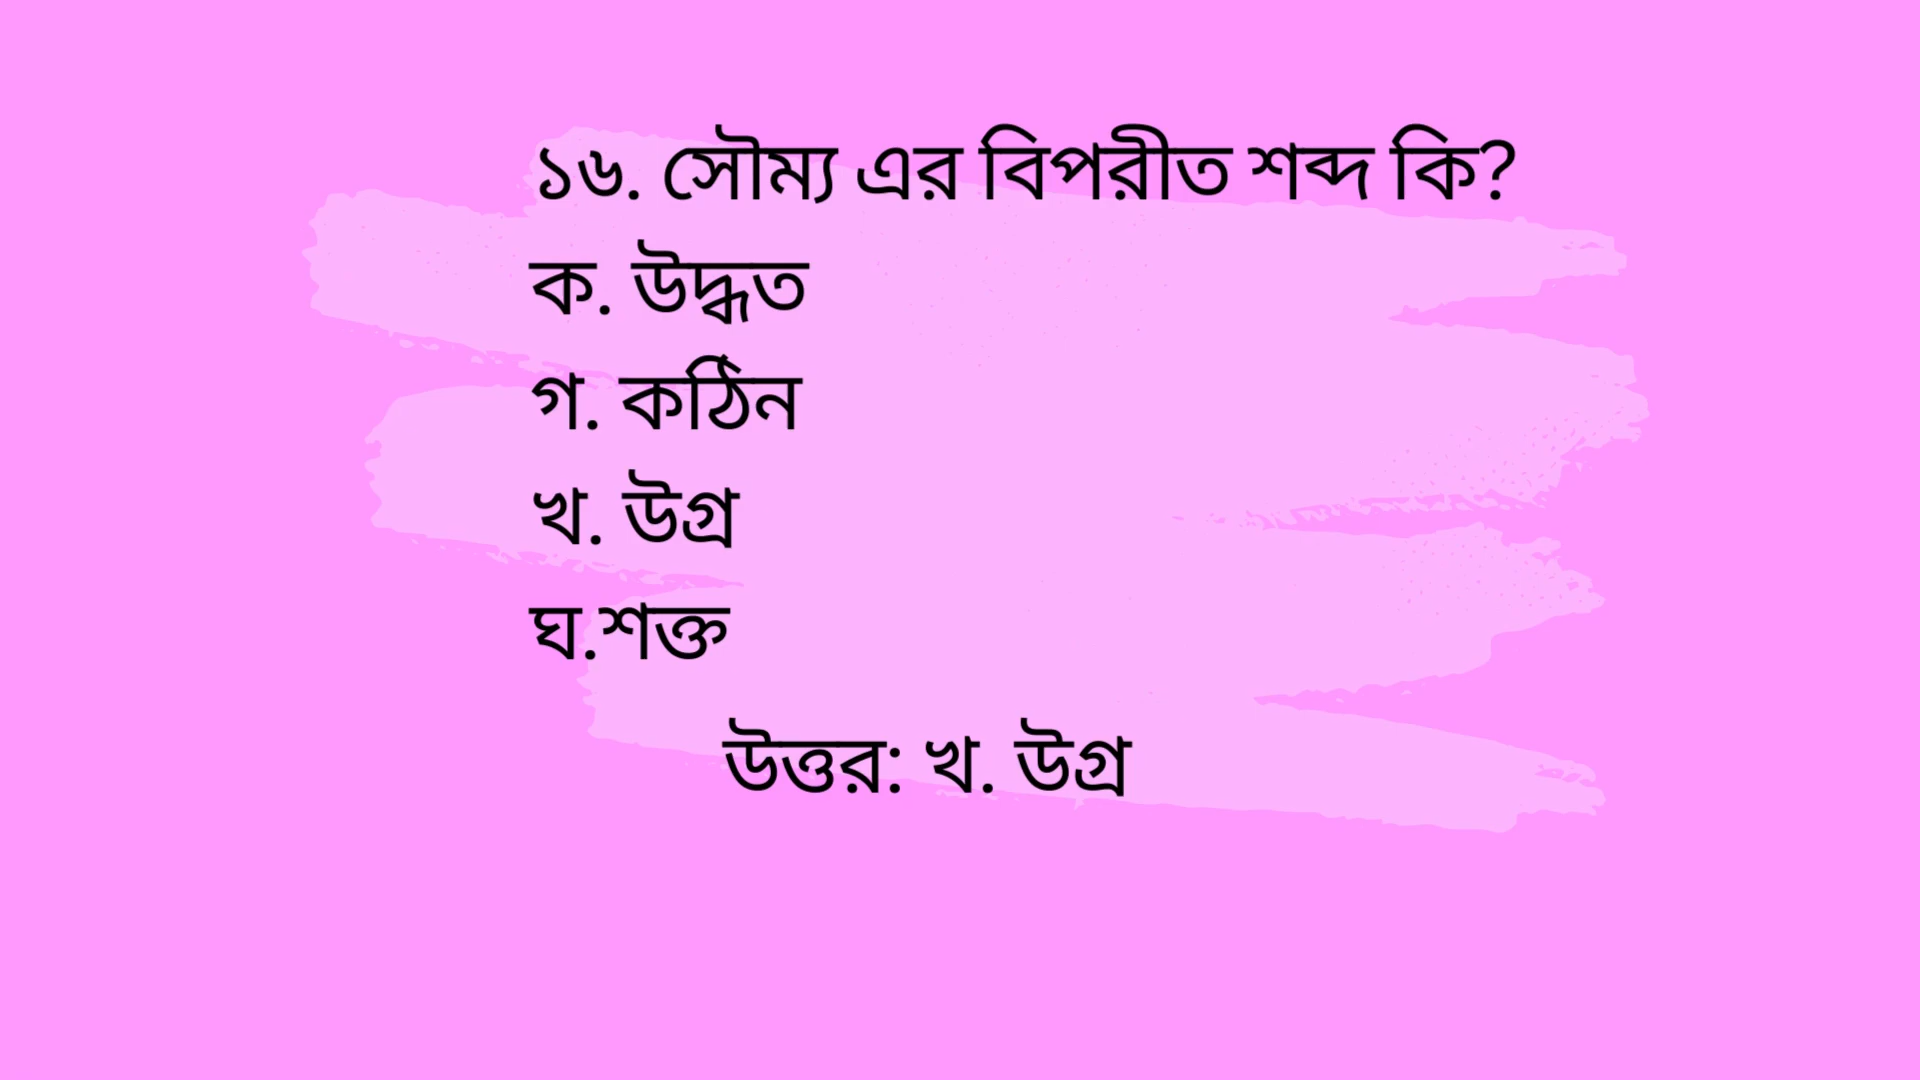 ১৬. সৌম্য এর বিপরীত শব্দ কি?
ক. উদ্ধত
গ. কঠিন
খ. উগ্র
ঘ.শক্ত
উত্তর: খ. উগ্র